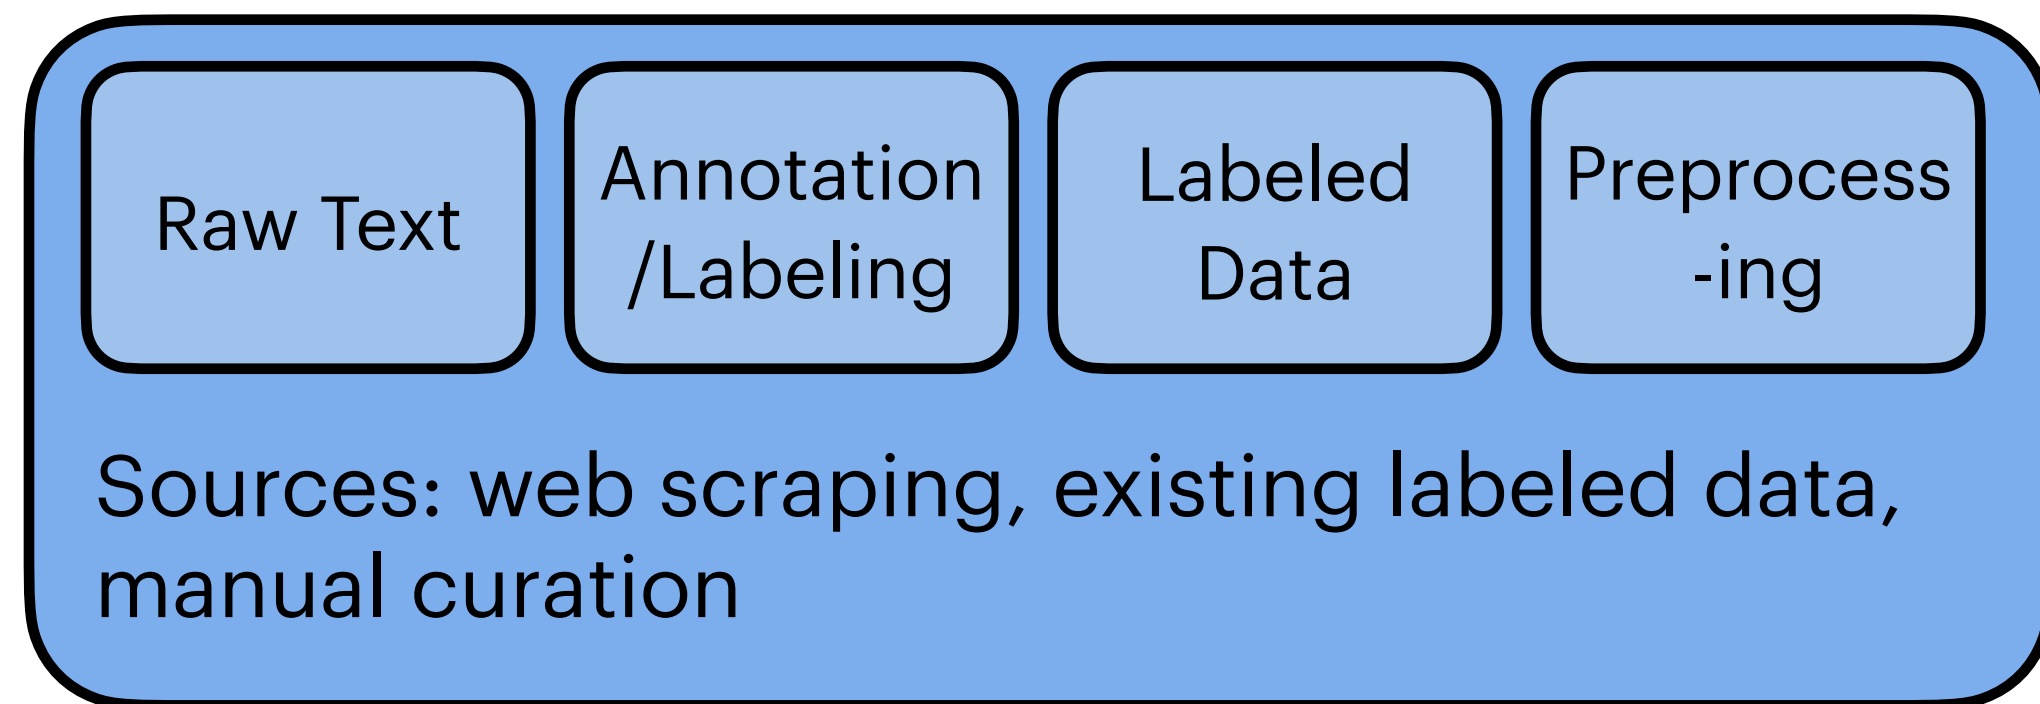 Raw Text
Annotation
/Labeling
Labeled
Data
Preprocess
-ing
Sources: web scraping, existing labeled data,
manual curation